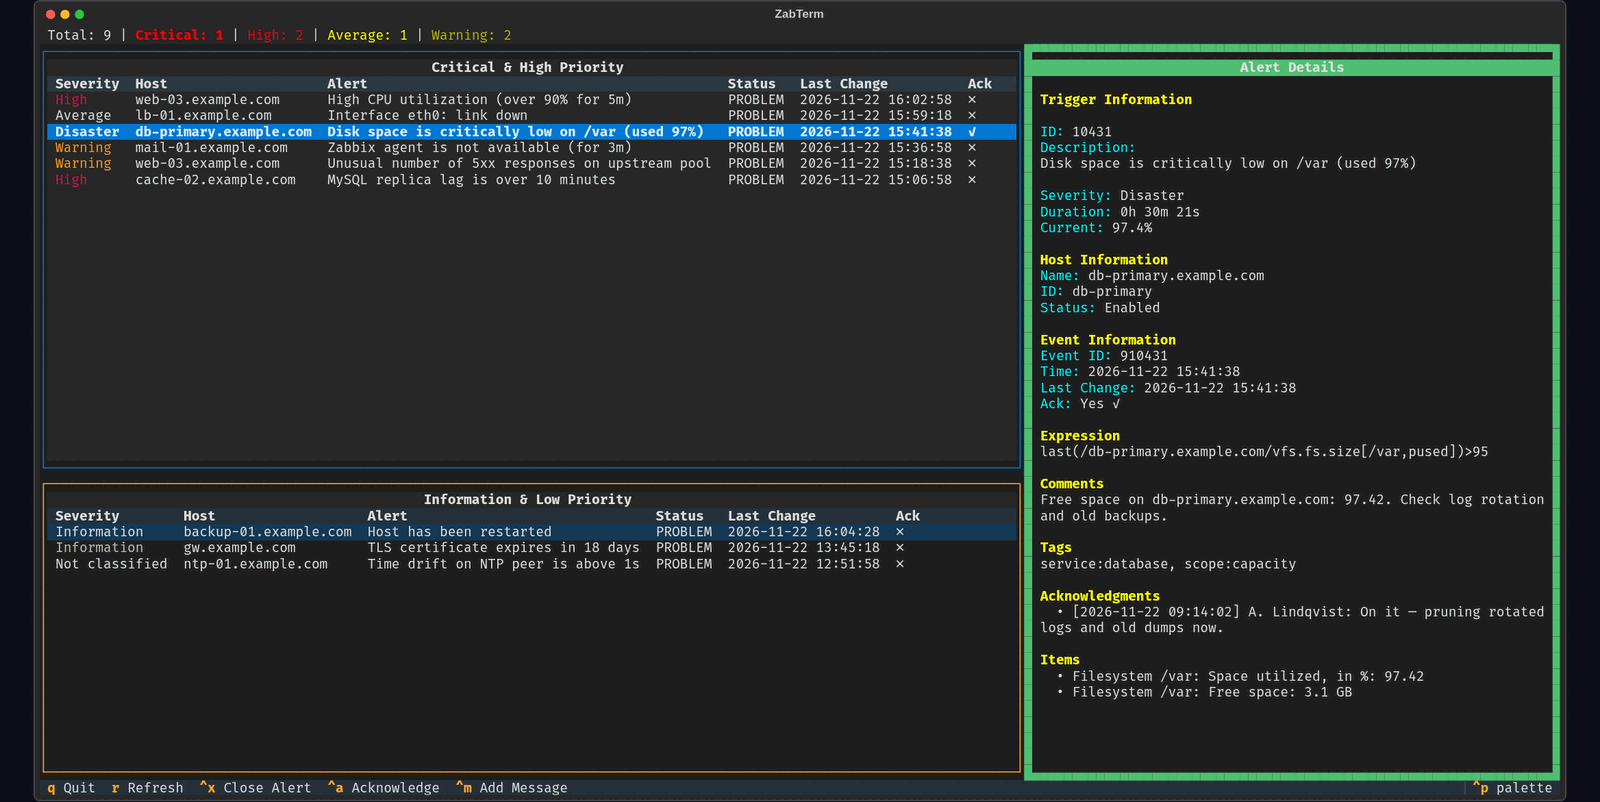 ZabTerm
Total: 9 | Critical: 1 | High: 2 | Average: 1 | Warning: 2
Critical & High Priority
Severity Host Alert Status Last Change Ack
High web-03.example.com High CPU utilization (over 90% for 5m) PROBLEM 2026-11-22 16:02:58 ×
Average lb-01.example.com Interface eth0: link down PROBLEM 2026-11-22 15:59:18 ×
Disaster db-primary.example.com Disk space is critically low on /var (used 97%) PROBLEM 2026-11-22 15:41:38 √
Warning mail-01.example.com Zabbix agent is not available (for 3m) PROBLEM 2026-11-22 15:36:58 ×
Warning web-03.example.com Unusual number of 5xx responses on upstream pool PROBLEM 2026-11-22 15:18:38 ×
High cache-02.example.com MySQL replica lag is over 10 minutes PROBLEM 2026-11-22 15:06:58 ×
Information & Low Priority
Severity Host Alert Status Last Change Ack
Information backup-01.example.com Host has been restarted PROBLEM 2026-11-22 16:04:28 ×
Information gw.example.com TLS certificate expires in 18 days PROBLEM 2026-11-22 13:45:18 ×
Not classified ntp-01.example.com Time drift on NTP peer is above 1s PROBLEM 2026-11-22 12:51:58 ×
Alert Details
Trigger Information
ID: 10431
Description:
Disk space is critically low on /var (used 97%)
Severity: Disaster
Duration: 0h 30m 21s
Current: 97.4%
Host Information
Name: db-primary.example.com
ID: db-primary
Status: Enabled
Event Information
Event ID: 910431
Time: 2026-11-22 15:41:38
Last Change: 2026-11-22 15:41:38
Ack: Yes √
Expression
last(/db-primary.example.com/vfs.fs.size[/var,pused])>95
Comments
Free space on db-primary.example.com: 97.42. Check log rotation
and old backups.
Tags
service:database, scope:capacity
Acknowledgments
• [2026-11-22 09:14:02] A. Lindqvist: On it — pruning rotated
logs and old dumps now.
Items
• Filesystem /var: Space utilized, in %: 97.42
• Filesystem /var: Free space: 3.1 GB
q Quit r Refresh ^x Close Alert ^a Acknowledge ^m Add Message ^p palette